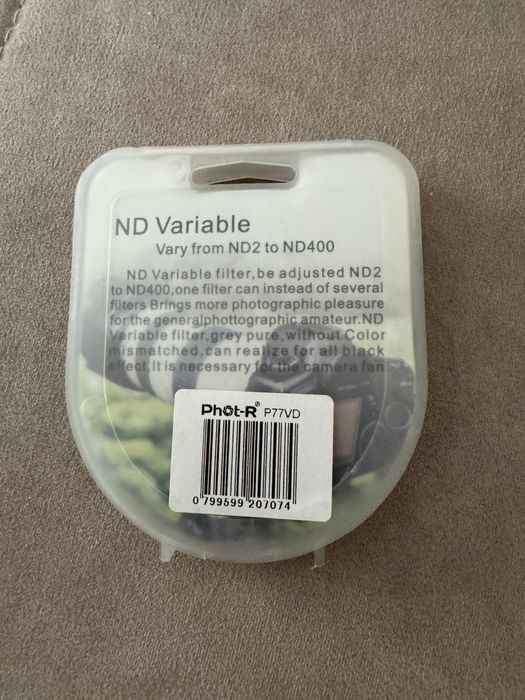 ND Variable
Vary from ND2 to ND400
ND Variable filter,be adjusted ND2
to ND400,one filter can instead of several
filters Brings more photographic pleasure
for the generalphottographic amateur.ND
Variable filter,grey pure,without Color
mismatched,can realize for all black
affect,It is necessary for the camera fan
Phot-R® P77VD
0 799599 207074